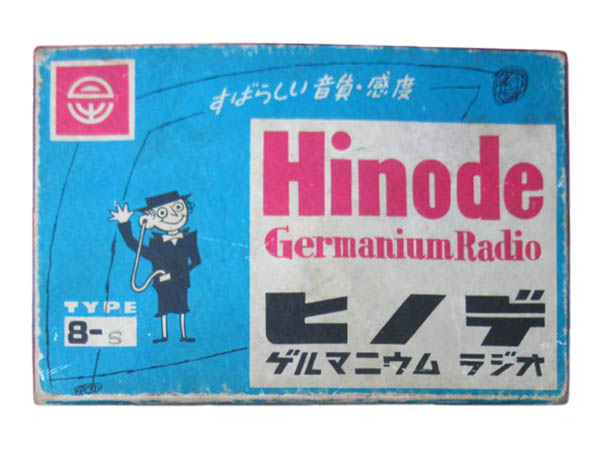 すばらしい音質・感度
Hinode
Germanium Radio
ヒノデ
ゲルマニウム ラジオ
TYPE
8-S